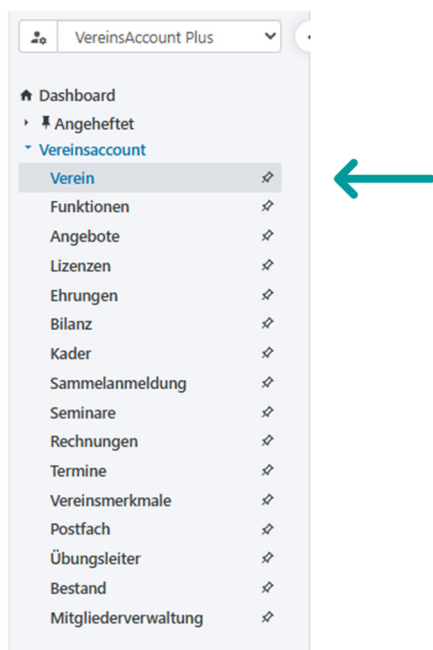 VereinsAccount Plus
Dashboard
Angeheftet
Vereinsaccount
Verein
Funktionen
Angebote
Lizenzen
Ehrungen
Bilanz
Kader
Sammelanmeldung
Seminare
Rechnungen
Termine
Vereinsmerkmale
Postfach
Übungsleiter
Bestand
Mitgliederverwaltung